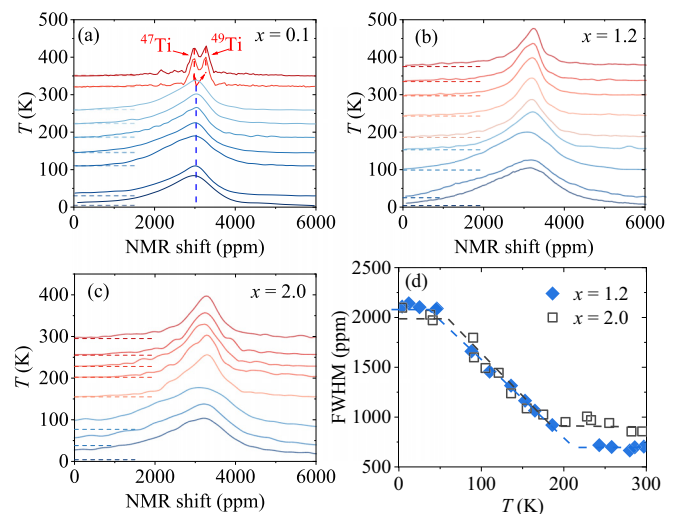 (a)
47Ti
49Ti
x = 0.1
500
400
300
200
100
0
T (K)
0 2000 4000 6000
NMR shift (ppm)
(b)
x = 1.2
500
400
300
200
100
0
T (K)
0 2000 4000 6000
NMR shift (ppm)
(c)
x = 2.0
400
300
200
100
0
T (K)
0 2000 4000 6000
NMR shift (ppm)
(d)
x = 1.2
x = 2.0
2500
2000
1500
1000
500
FWHM (ppm)
0 100 200 300
T (K)